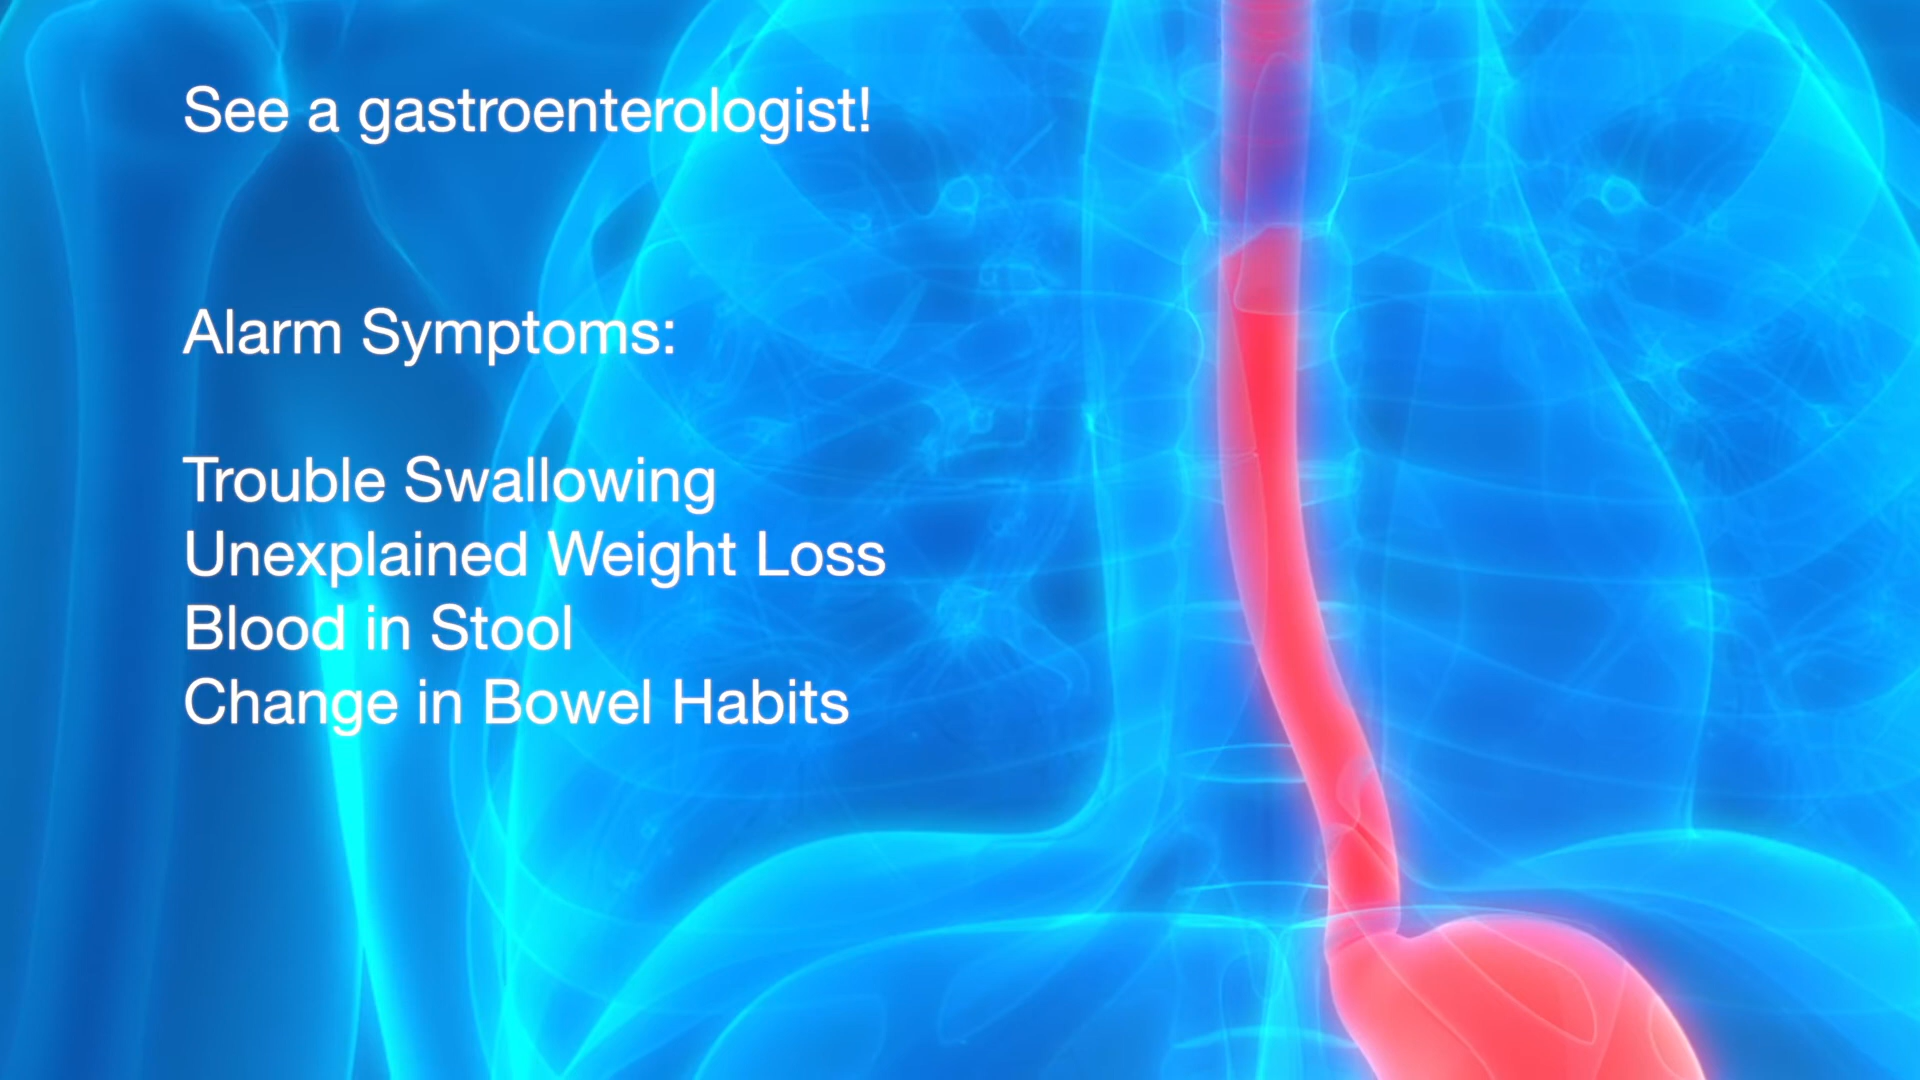 See a gastroenterologist!
Alarm Symptoms:
Trouble Swallowing
Unexplained Weight Loss
Blood in Stool
Change in Bowel Habits